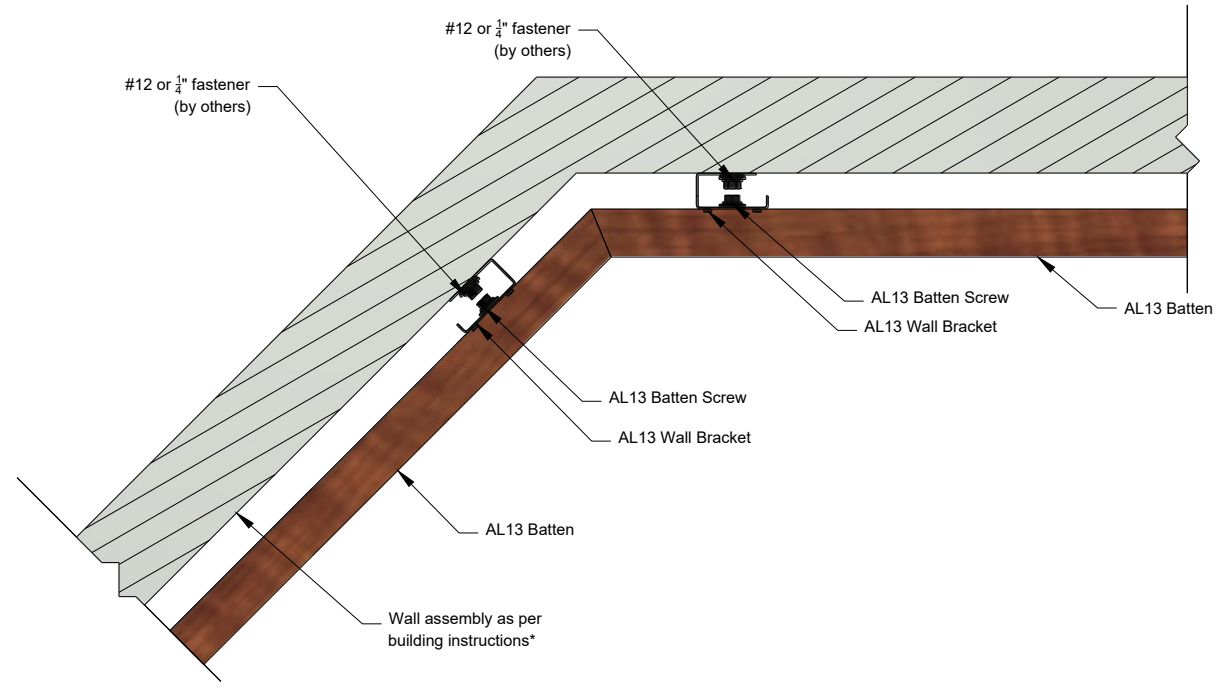 #12 or 1/4" fastener
(by others)
#12 or 1/4" fastener
(by others)
AL13 Batten Screw
AL13 Batten
AL13 Wall Bracket
AL13 Batten Screw
AL13 Wall Bracket
AL13 Batten
Wall assembly as per
building instructions*